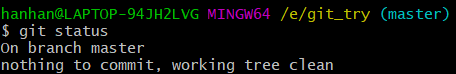 hanhan@LAPTOP-94JH2LVG MINGW64 /e/git_try (master)
$ git status
On branch master
nothing to commit, working tree clean